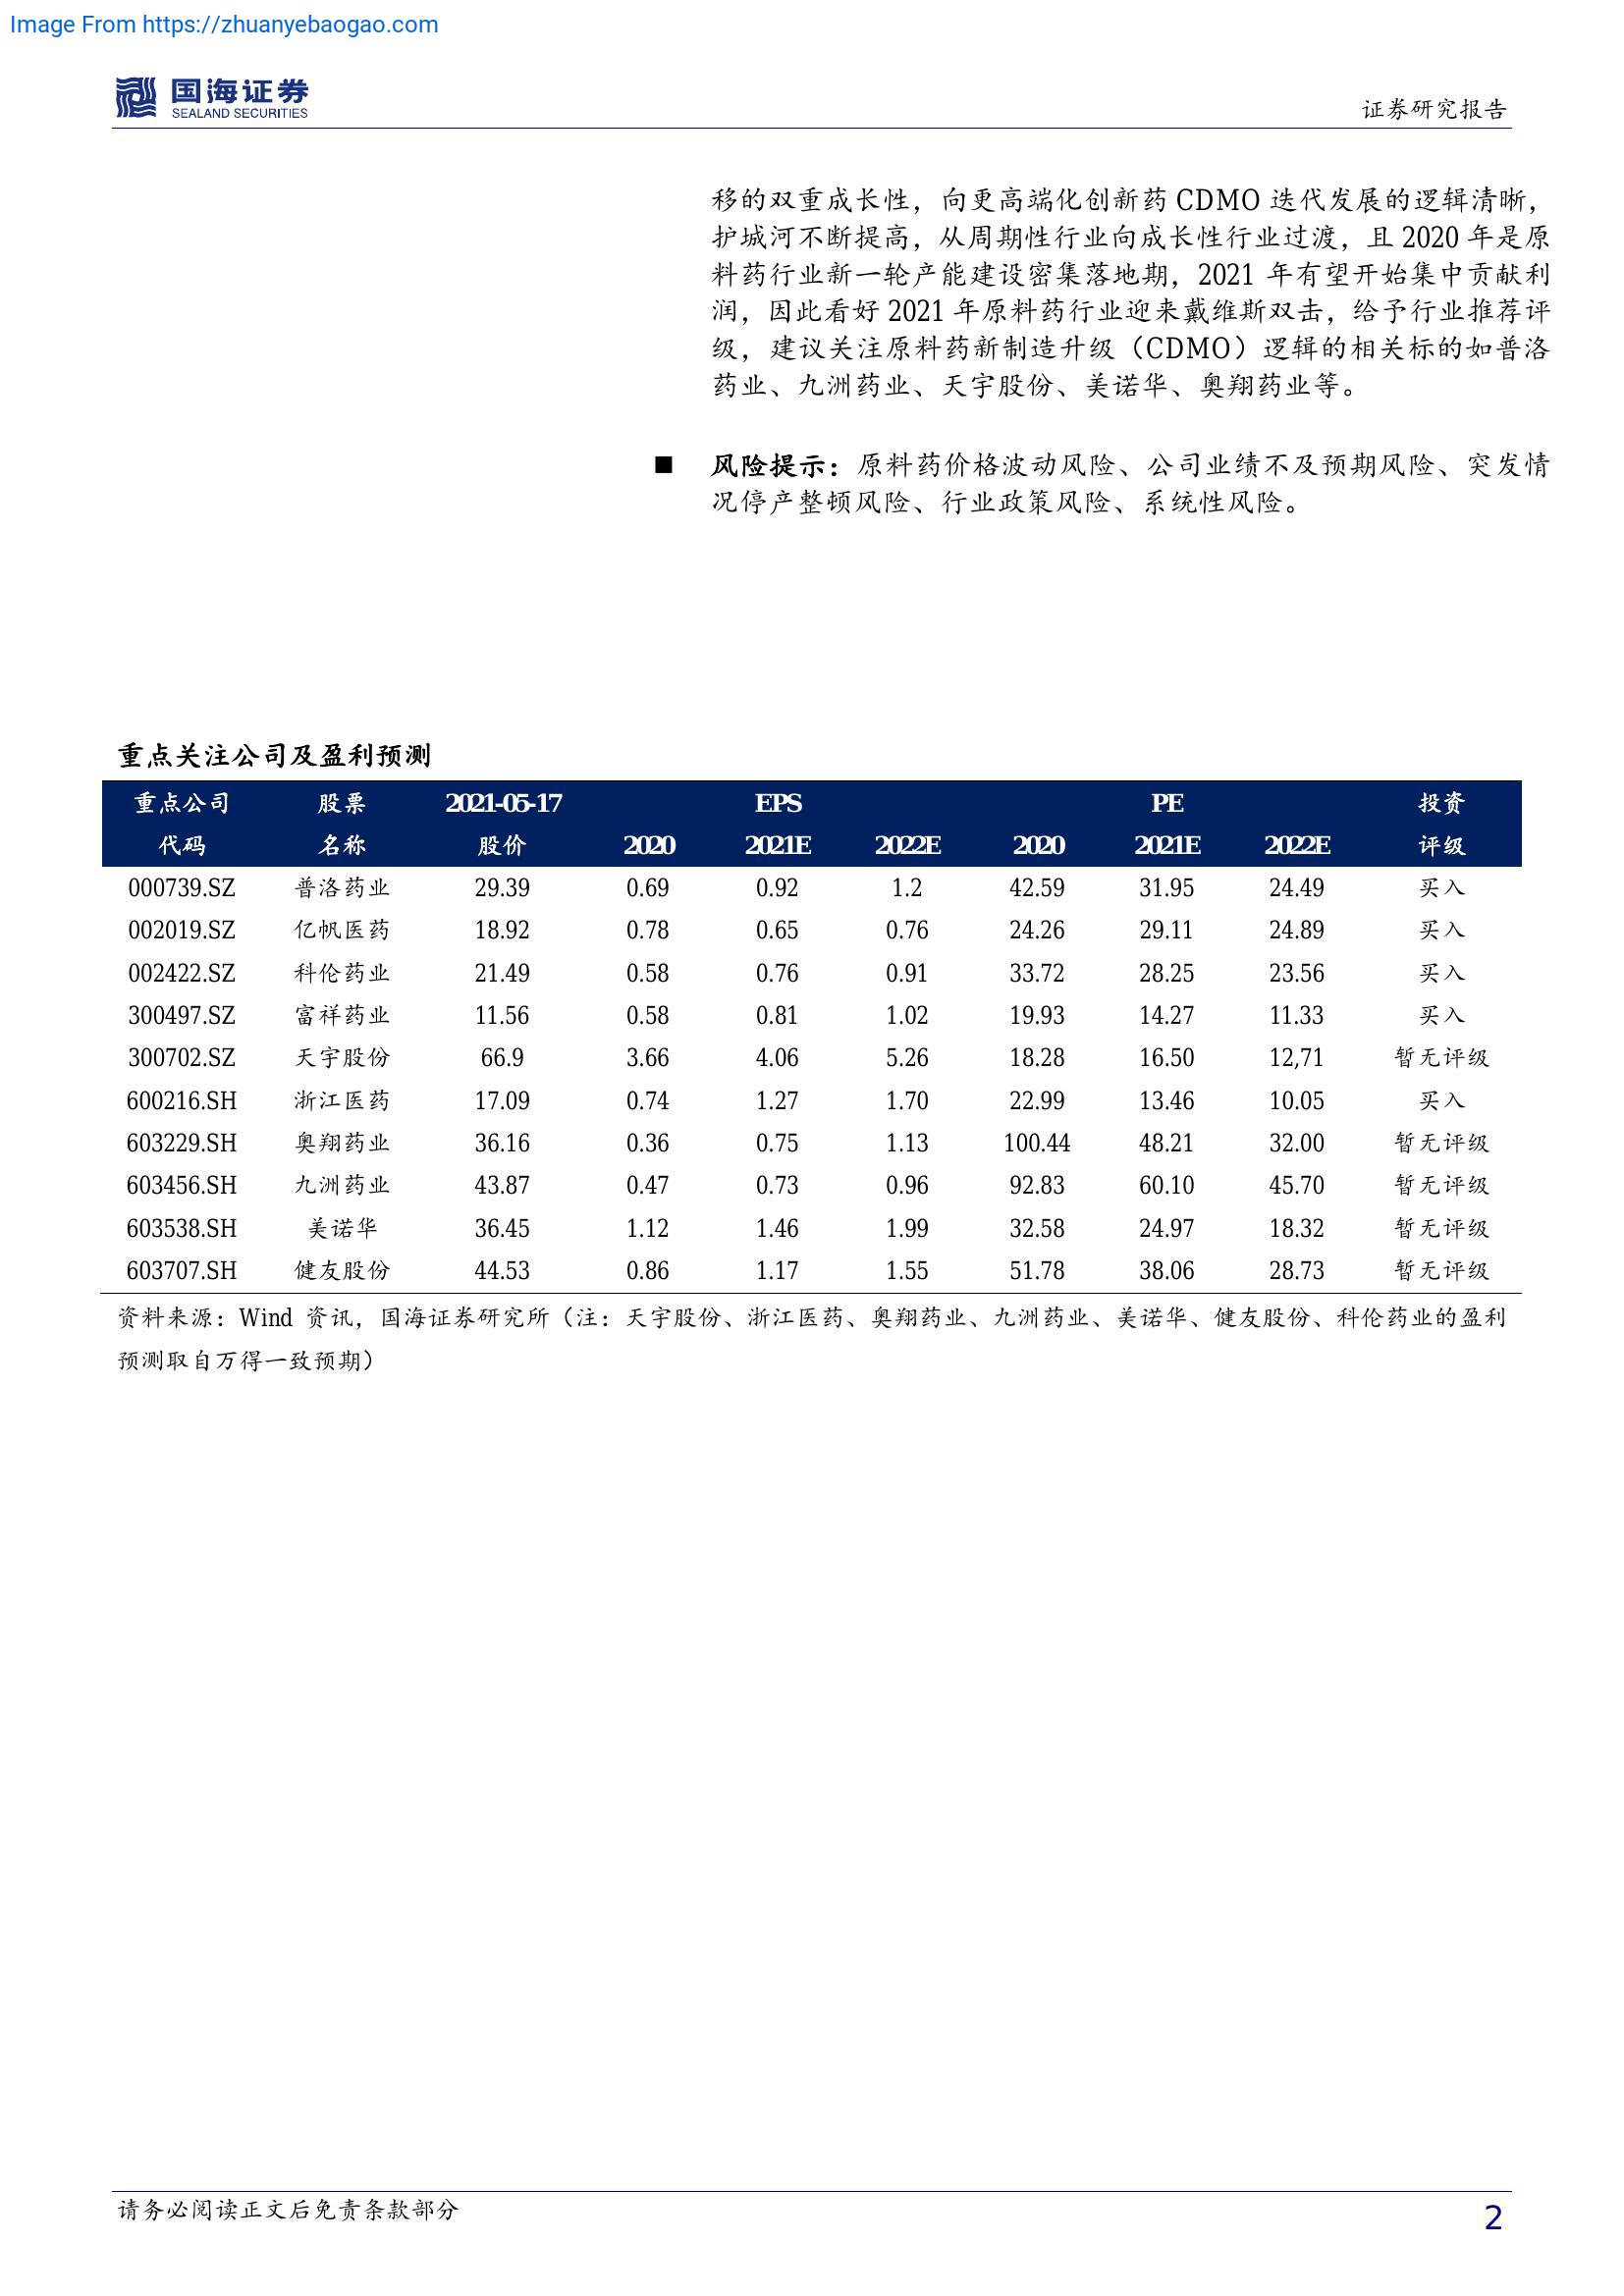 Image From https://zhuanyebaogao.com
国海证券
SEALAND SECURITIES
证券研究报告
移的双重成长性，向更高端化创新药 CDMO 迭代发展的逻辑清晰，
护城河不断提高，从周期性行业向成长性行业过渡，且 2020 年是原
料药行业新一轮产能建设密集落地期，2021 年有望开始集中贡献利
润，因此看好 2021 年原料药行业迎来戴维斯双击，给予行业推荐评
级，建议关注原料药新制造升级（CDMO）逻辑的相关标的如普洛
药业、九洲药业、天宇股份、美诺华、奥翔药业等。
■ 风险提示：原料药价格波动风险、公司业绩不及预期风险、突发情
况停产整顿风险、行业政策风险、系统性风险。
重点关注公司及盈利预测
重点公司 股票 2021-05-17 EPS PE 投资
代码 名称 股价 2020 2021E 2022E 2020 2021E 2022E 评级
000739.SZ 普洛药业 29.39 0.69 0.92 1.2 42.59 31.95 24.49 买入
002019.SZ 亿帆医药 18.92 0.78 0.65 0.76 24.26 29.11 24.89 买入
002422.SZ 科伦药业 21.49 0.58 0.76 0.91 33.72 28.25 23.56 买入
300497.SZ 富祥药业 11.56 0.58 0.81 1.02 19.93 14.27 11.33 买入
300702.SZ 天宇股份 66.9 3.66 4.06 5.26 18.28 16.50 12,71 暂无评级
600216.SH 浙江医药 17.09 0.74 1.27 1.70 22.99 13.46 10.05 买入
603229.SH 奥翔药业 36.16 0.36 0.75 1.13 100.44 48.21 32.00 暂无评级
603456.SH 九洲药业 43.87 0.47 0.73 0.96 92.83 60.10 45.70 暂无评级
603538.SH 美诺华 36.45 1.12 1.46 1.99 32.58 24.97 18.32 暂无评级
603707.SH 健友股份 44.53 0.86 1.17 1.55 51.78 38.06 28.73 暂无评级
资料来源：Wind 资讯，国海证券研究所（注：天宇股份、浙江医药、奥翔药业、九洲药业、美诺华、健友股份、科伦药业的盈利
预测取自万得一致预期）
请务必阅读正文后免责条款部分
2